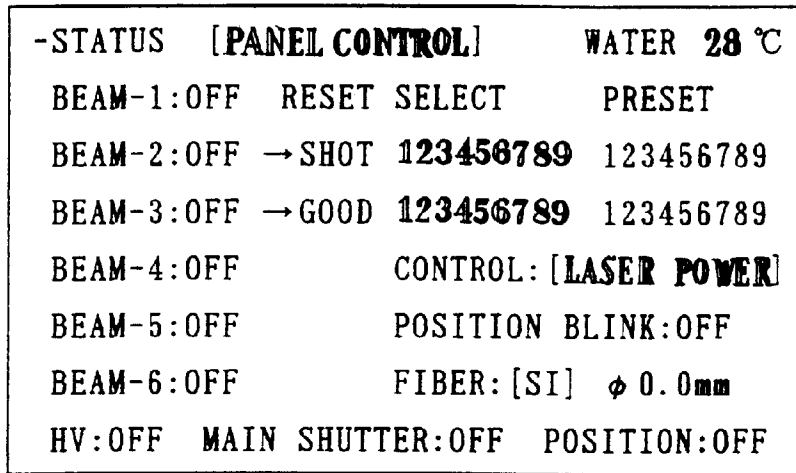 -STATUS [PANEL CONTROL] WATER 28 ℃
BEAM-1:OFF RESET SELECT PRESET
BEAM-2:OFF →SHOT 123456789 123456789
BEAM-3:OFF →GOOD 123456789 123456789
BEAM-4:OFF CONTROL:[LASER POWER]
BEAM-5:OFF POSITION BLINK:OFF
BEAM-6:OFF FIBER:[SI] φ0.0mm
HV:OFF MAIN SHUTTER:OFF POSITION:OFF